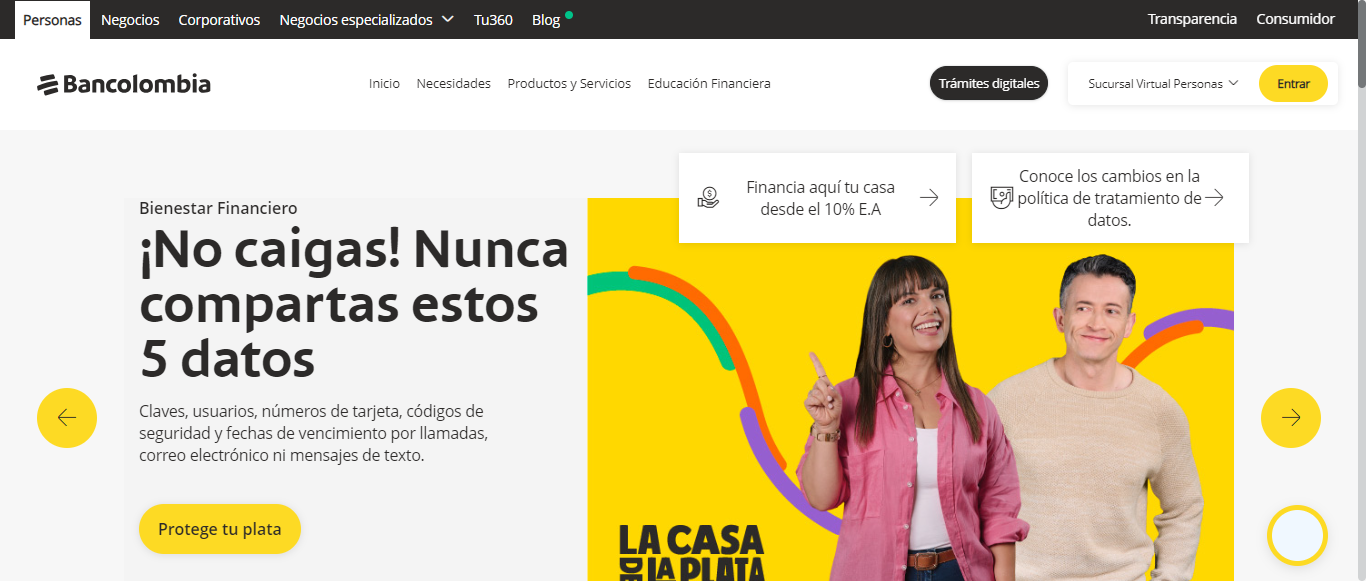 Personas Negocios Corporativos Negocios especializados Tu360 Blog Transparencia Consumidor
Bancolombia Inicio Necesidades Productos y Servicios Educación Financiera Trámites digitales Sucursal Virtual Personas Entrar
Financia aquí tu casa
desde el 10% E.A
Conoce los cambios en la
política de tratamiento de
datos.
Bienestar Financiero
¡No caigas! Nunca
compartas estos
5 datos
Claves, usuarios, números de tarjeta, códigos de
seguridad y fechas de vencimiento por llamadas,
correo electrónico ni mensajes de texto.
Protege tu plata
LA CASA
DE LA PLATA